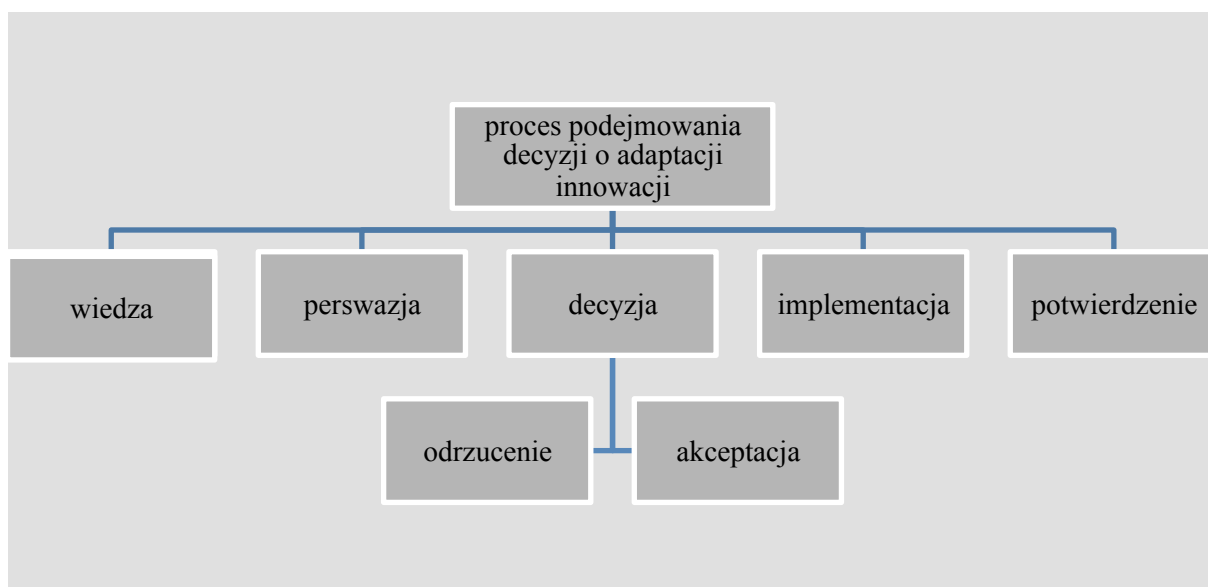 proces podejmowania
decyzji o adaptacji
innowacji
wiedza
perswazja
decyzja
implementacja
potwierdzenie
odrzucenie
akceptacja